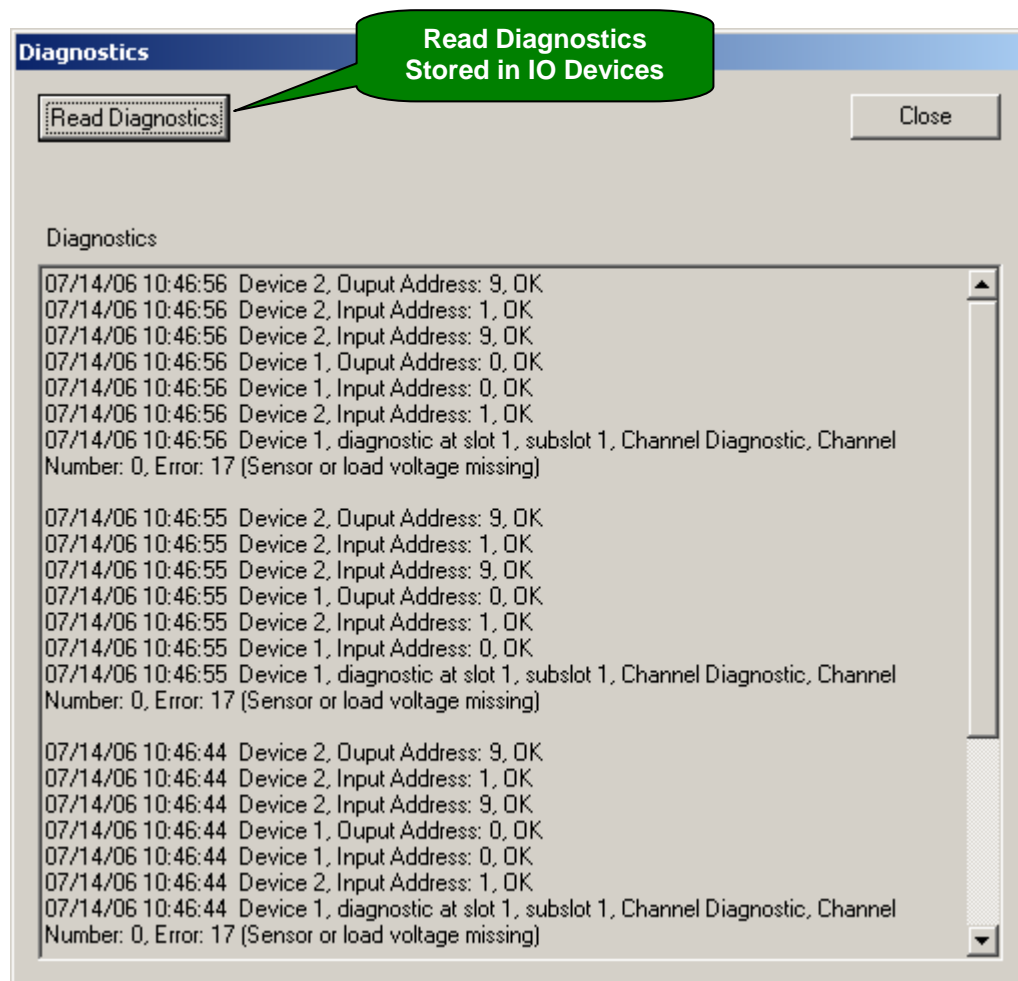 Diagnostics
Read Diagnostics
Stored in IO Devices
Read Diagnostics
Close
Diagnostics
07/14/06 10:46:56 Device 2, Ouput Address: 9, OK
07/14/06 10:46:56 Device 2, Input Address: 1, OK
07/14/06 10:46:56 Device 2, Input Address: 9, OK
07/14/06 10:46:56 Device 1, Ouput Address: 0, OK
07/14/06 10:46:56 Device 1, Input Address: 0, OK
07/14/06 10:46:56 Device 2, Input Address: 1, OK
07/14/06 10:46:56 Device 1, diagnostic at slot 1, subslot 1, Channel Diagnostic, Channel
Number: 0, Error: 17 (Sensor or load voltage missing)
07/14/06 10:46:55 Device 2, Ouput Address: 9, OK
07/14/06 10:46:55 Device 2, Input Address: 1, OK
07/14/06 10:46:55 Device 2, Input Address: 9, OK
07/14/06 10:46:55 Device 1, Ouput Address: 0, OK
07/14/06 10:46:55 Device 2, Input Address: 1, OK
07/14/06 10:46:55 Device 1, Input Address: 0, OK
07/14/06 10:46:55 Device 1, diagnostic at slot 1, subslot 1, Channel Diagnostic, Channel
Number: 0, Error: 17 (Sensor or load voltage missing)
07/14/06 10:46:44 Device 2, Ouput Address: 9, OK
07/14/06 10:46:44 Device 2, Input Address: 1, OK
07/14/06 10:46:44 Device 2, Input Address: 9, OK
07/14/06 10:46:44 Device 1, Ouput Address: 0, OK
07/14/06 10:46:44 Device 1, Input Address: 0, OK
07/14/06 10:46:44 Device 2, Input Address: 1, OK
07/14/06 10:46:44 Device 1, diagnostic at slot 1, subslot 1, Channel Diagnostic, Channel
Number: 0, Error: 17 (Sensor or load voltage missing)